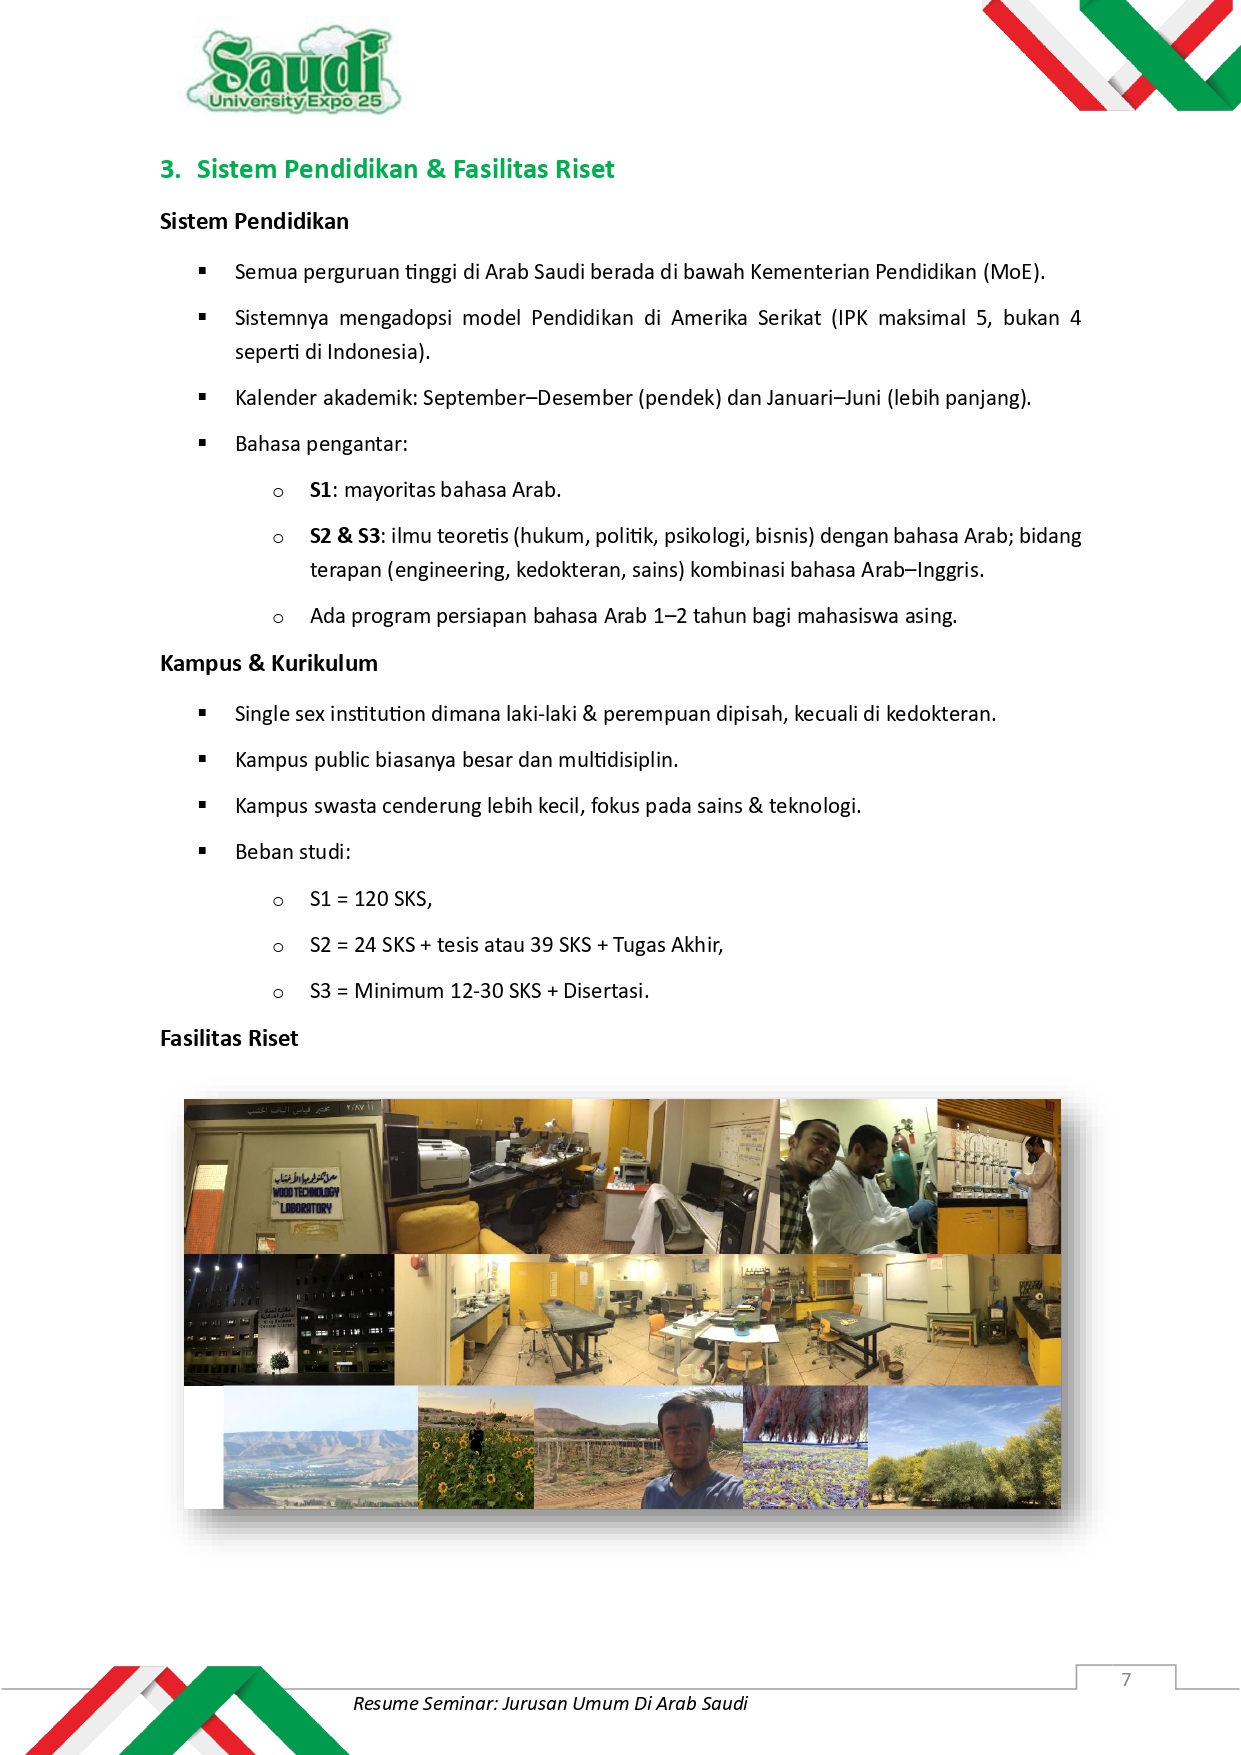 Saudi
University Expo 25
3. Sistem Pendidikan & Fasilitas Riset
Sistem Pendidikan
▪ Semua perguruan tinggi di Arab Saudi berada di bawah Kementerian Pendidikan (MoE).
▪ Sistemnya mengadopsi model Pendidikan di Amerika Serikat (IPK maksimal 5, bukan 4
seperti di Indonesia).
▪ Kalender akademik: September–Desember (pendek) dan Januari–Juni (lebih panjang).
▪ Bahasa pengantar:
o S1: mayoritas bahasa Arab.
o S2 & S3: ilmu teoretis (hukum, politik, psikologi, bisnis) dengan bahasa Arab; bidang
terapan (engineering, kedokteran, sains) kombinasi bahasa Arab–Inggris.
o Ada program persiapan bahasa Arab 1–2 tahun bagi mahasiswa asing.
Kampus & Kurikulum
▪ Single sex institution dimana laki-laki & perempuan dipisah, kecuali di kedokteran.
▪ Kampus public biasanya besar dan multidisiplin.
▪ Kampus swasta cenderung lebih kecil, fokus pada sains & teknologi.
▪ Beban studi:
o S1 = 120 SKS,
o S2 = 24 SKS + tesis atau 39 SKS + Tugas Akhir,
o S3 = Minimum 12-30 SKS + Disertasi.
Fasilitas Riset
WOOD TECHNOLOGY
LABORATORY
7
Resume Seminar: Jurusan Umum Di Arab Saudi